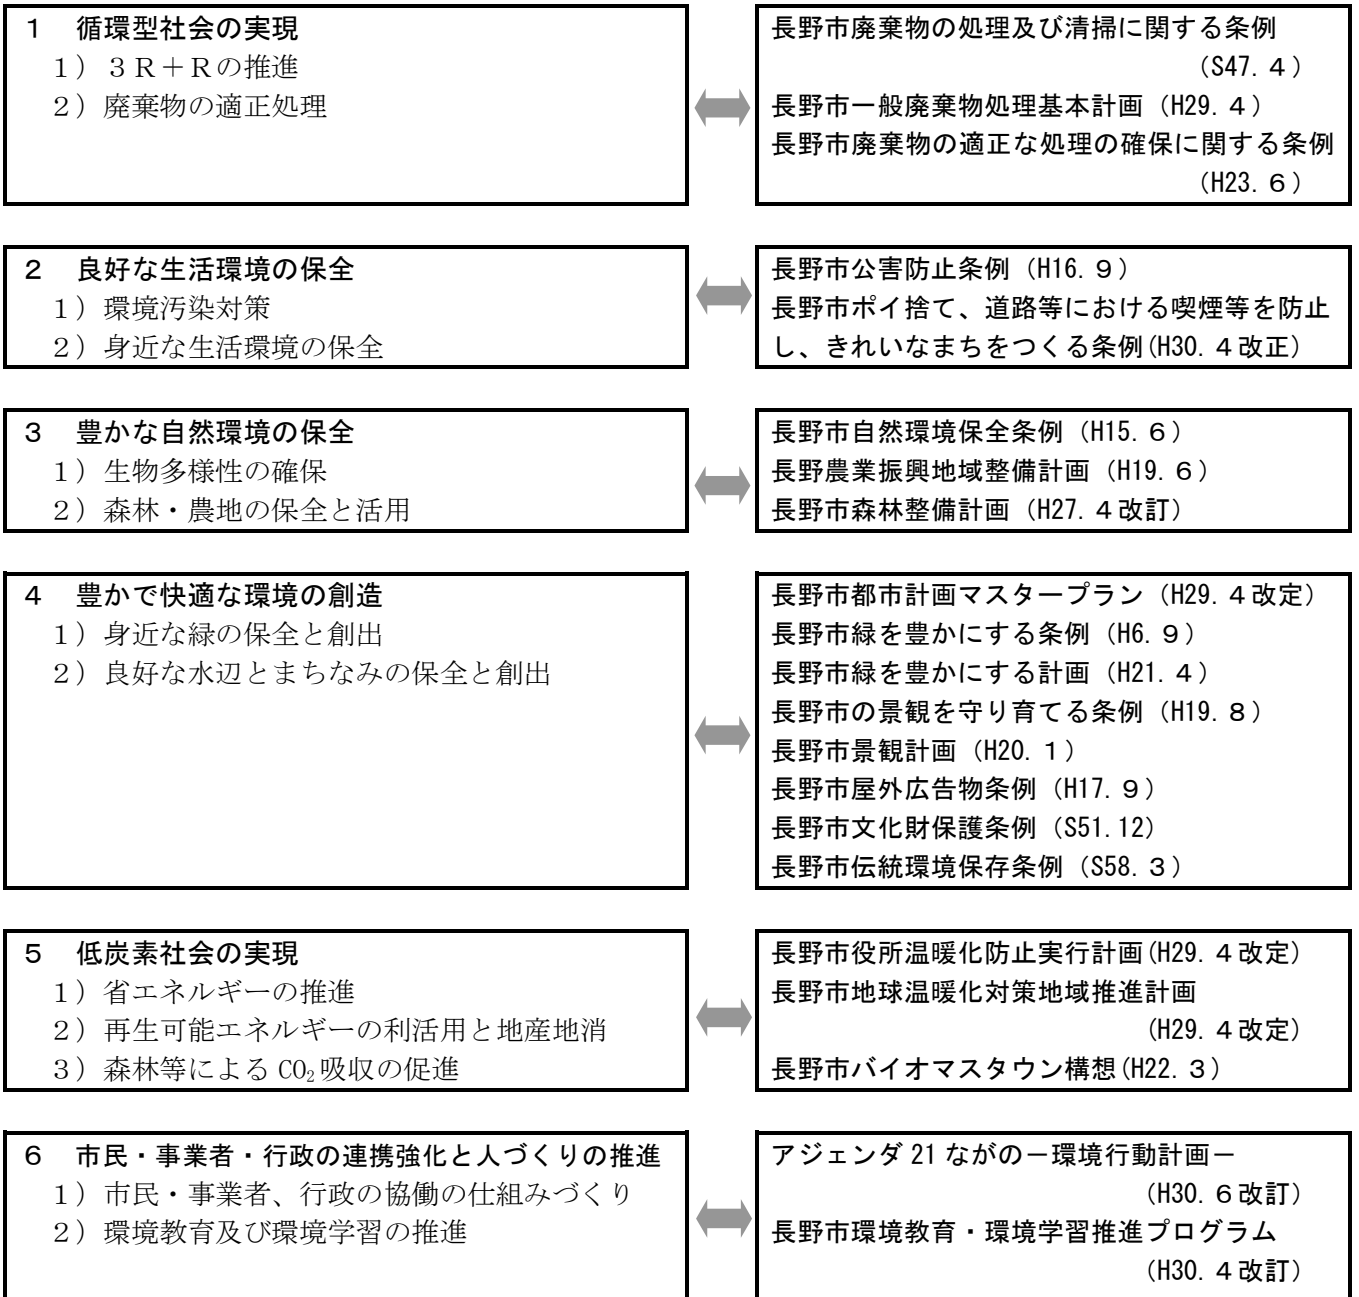 １　循環型社会の実現
１）３Ｒ＋Ｒの推進
２）廃棄物の適正処理
長野市廃棄物の処理及び清掃に関する条例
（S47.４）
長野市一般廃棄物処理基本計画（H29.４）
長野市廃棄物の適正な処理の確保に関する条例
（H23.６）
２　良好な生活環境の保全
１）環境汚染対策
２）身近な生活環境の保全
長野市公害防止条例（H16.９）
長野市ポイ捨て、道路等における喫煙等を防止
し、きれいなまちをつくる条例(H30.４改正)
３　豊かな自然環境の保全
１）生物多様性の確保
２）森林・農地の保全と活用
長野市自然環境保全条例（H15.６）
長野農業振興地域整備計画（H19.６）
長野市森林整備計画（H27.４改訂）
４　豊かで快適な環境の創造
１）身近な緑の保全と創出
２）良好な水辺とまちなみの保全と創出
長野市都市計画マスタープラン（H29.４改定）
長野市緑を豊かにする条例（H6.９）
長野市緑を豊かにする計画（H21.４）
長野市の景観を守り育てる条例（H19.８）
長野市景観計画（H20.１）
長野市屋外広告物条例（H17.９）
長野市文化財保護条例（S51.12）
長野市伝統環境保存条例（S58.３）
５　低炭素社会の実現
１）省エネルギーの推進
２）再生可能エネルギーの利活用と地産地消
３）森林等による CO₂吸収の促進
長野市役所温暖化防止実行計画(H29.４改定)
長野市地球温暖化対策地域推進計画
(H29.４改定)
長野市バイオマスタウン構想(H22.３)
６　市民・事業者・行政の連携強化と人づくりの推進
１）市民・事業者、行政の協働の仕組みづくり
２）環境教育及び環境学習の推進
アジェンダ 21 ながの－環境行動計画－
(H30.６改訂)
長野市環境教育・環境学習推進プログラム
(H30.４改訂)